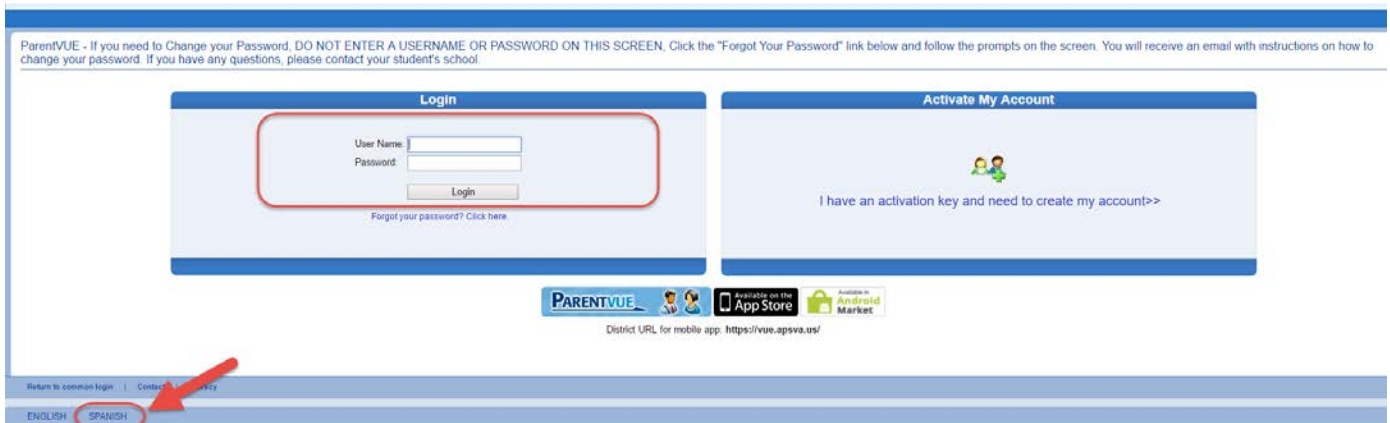 ParentVUE - If you need to Change your Password, DO NOT ENTER A USERNAME OR PASSWORD ON THIS SCREEN, Click the "Forgot Your Password" link below and follow the prompts on the screen. You will receive an email with instructions on how to
change your password. If you have any questions, please contact your student's school.
Login
User Name:
Password:
Login
Forgot your password? Click here.
Activate My Account
I have an activation key and need to create my account>>
PARENTVUE
Available on the
App Store
Available in
Android
Market
District URL for mobile app: https://vue.apsva.us/
Return to common login |
ENGLISH SPANISH